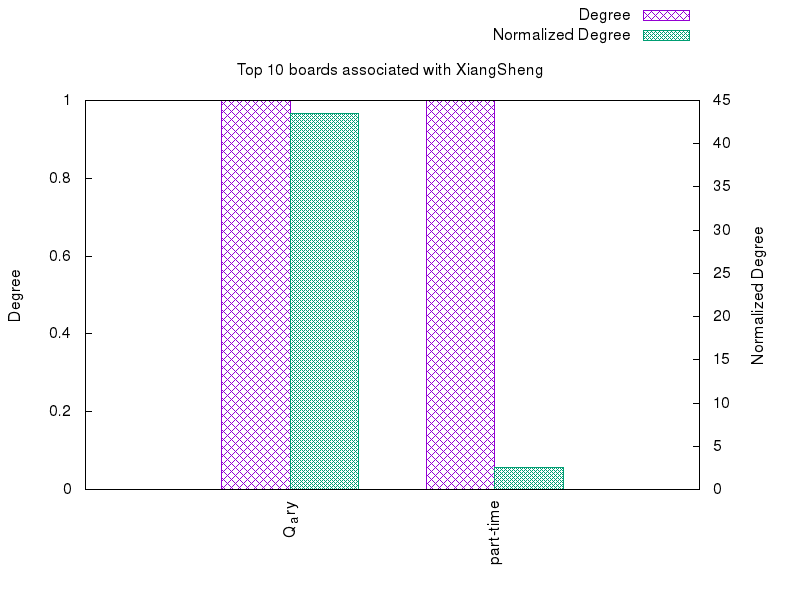 Degree
Normalized Degree
Top 10 boards associated with XiangSheng
1
0.8
0.6
0.4
0.2
0
Degree
45
40
35
30
25
20
15
10
5
0
Normalized Degree
Qary
part-time